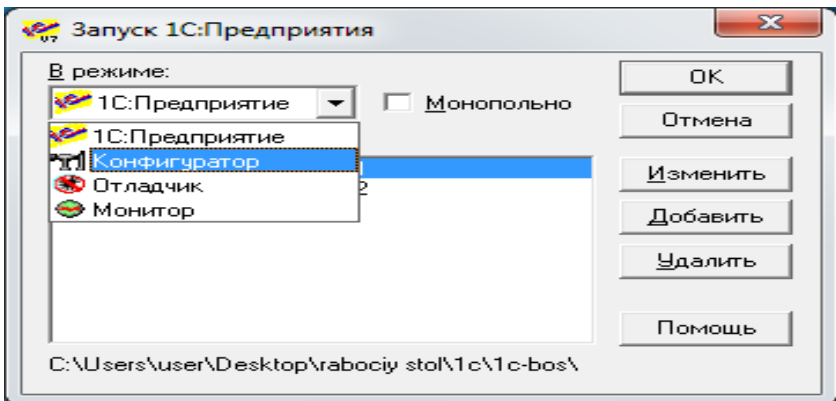 Запуск 1С:Предприятия
В режиме:
1С:Предприятие
Монопольно
OK
Отмена
1С:Предприятие
Конфигуратор
Отладчик
2
Монитор
Изменить
Добавить
Удалить
Помощь
C:\Users\user\Desktop\rabociy stol\1c\1c-bos\